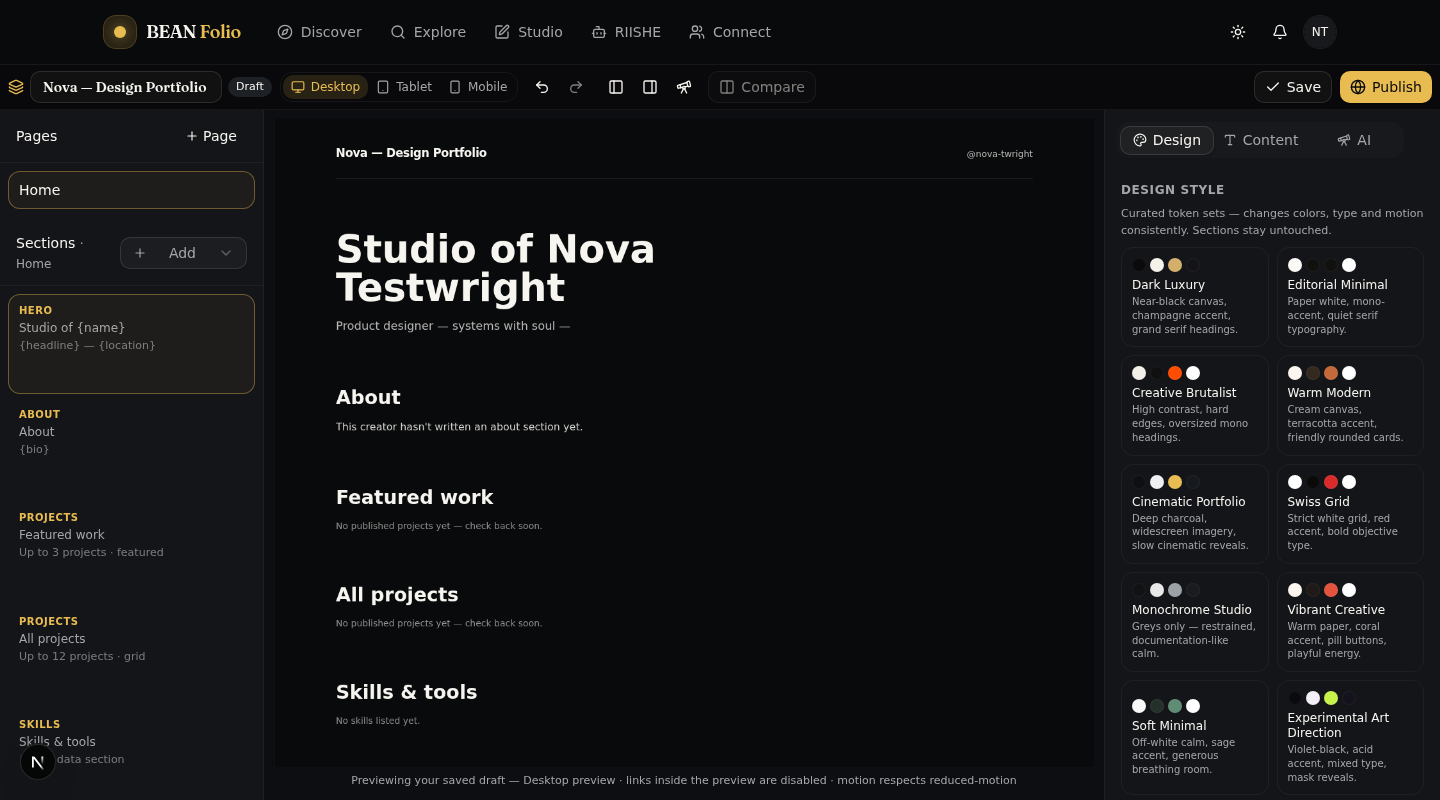 BEAN Folio
Discover
Explore
Studio
RIISHE
Connect
NT
Nova — Design Portfolio
Draft
Desktop
Tablet
Mobile
Compare
Save
Publish
Pages
+ Page
Home
Sections ·
Home
+ Add
HERO
Studio of {name}
{headline} — {location}
ABOUT
About
{bio}
PROJECTS
Featured work
Up to 3 projects · featured
PROJECTS
All projects
Up to 12 projects · grid
SKILLS
Skills & tools
data section
N
Nova — Design Portfolio
@nova-twright
Studio of Nova
Testwright
Product designer — systems with soul —
About
This creator hasn't written an about section yet.
Featured work
No published projects yet — check back soon.
All projects
No published projects yet — check back soon.
Skills & tools
No skills listed yet.
Previewing your saved draft — Desktop preview · links inside the preview are disabled · motion respects reduced-motion
Design
Content
AI
DESIGN STYLE
Curated token sets — changes colors, type and motion
consistently. Sections stay untouched.
Dark Luxury
Near-black canvas,
champagne accent,
grand serif headings.
Editorial Minimal
Paper white, mono-
accent, quiet serif
typography.
Creative Brutalist
High contrast, hard
edges, oversized mono
headings.
Warm Modern
Cream canvas,
terracotta accent,
friendly rounded cards.
Cinematic Portfolio
Deep charcoal,
widescreen imagery,
slow cinematic reveals.
Swiss Grid
Strict white grid, red
accent, bold objective
type.
Monochrome Studio
Greys only — restrained,
documentation-like
calm.
Vibrant Creative
Warm paper, coral
accent, pill buttons,
playful energy.
Soft Minimal
Off-white calm, sage
accent, generous
breathing room.
Experimental Art
Direction
Violet-black, acid
accent, mixed type,
mask reveals.